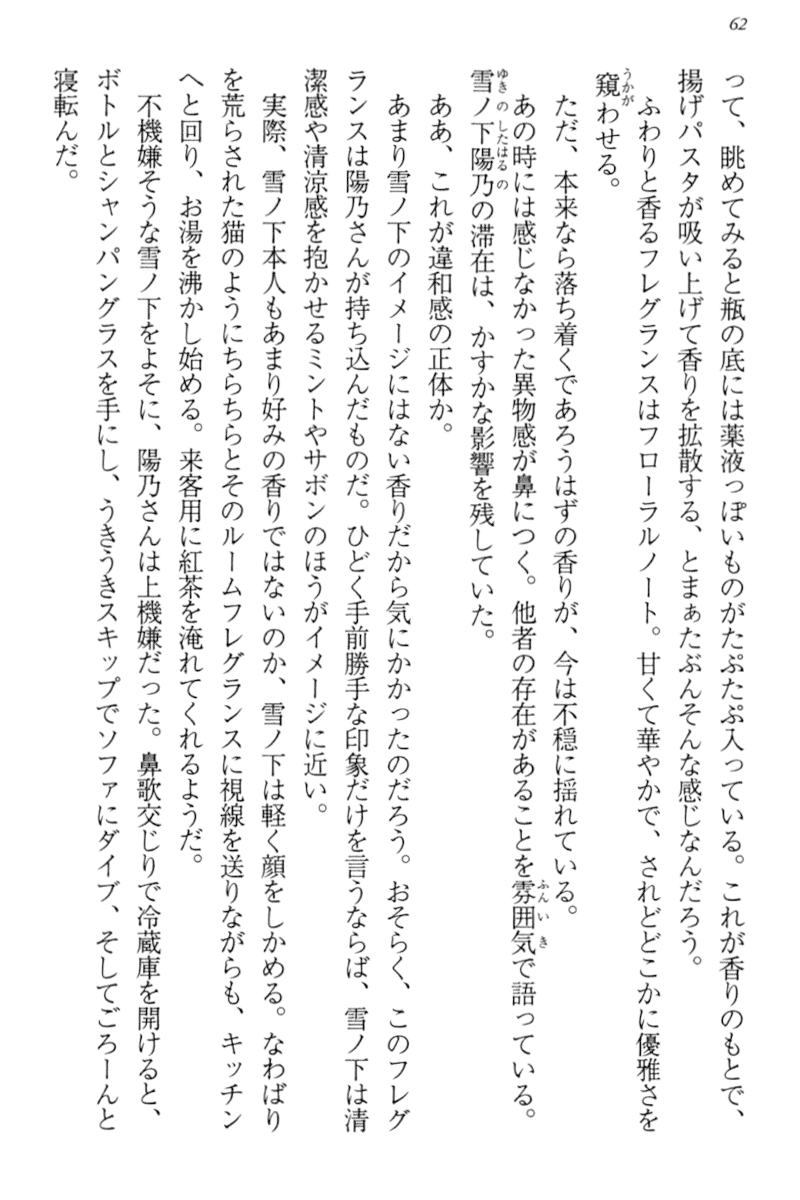 62
って、眺めてみると瓶の底には薬液っぽいものがたぷたぷ入っている。これが香りのもとで、
揚げパスタが吸い上げて香りを拡散する、とまぁたぶんそんな感じなんだろう。
ふわりと香るフレグランスはフローラルノート。甘くて華やかで、されどどこかに優雅さを
窺わせる。
ただ、本来なら落ち着くであろうはずの香りが、今は不穏に揺れている。
あの時には感じなかった異物感が鼻につく。他者の存在があることを雰囲気で語っている。
雪ノ下陽乃の滞在は、かすかな影響を残していた。
ああ、これが違和感の正体か。
あまり雪ノ下のイメージにはない香りだから気にかかったのだろう。おそらく、このフレグ
ランスは陽乃さんが持ち込んだものだ。ひどく手前勝手な印象だけを言うならば、雪ノ下は清
潔感や清涼感を抱かせるミントやサボンのほうがイメージに近い。
実際、雪ノ下本人もあまり好みの香りではないのか、雪ノ下は軽く顔をしかめる。なわばり
を荒らされた猫のようにちらちらとそのルームフレグランスに視線を送りながらも、キッチン
へと回り、お湯を沸かし始める。来客用に紅茶を淹れてくれるようだ。
不機嫌そうな雪ノ下をよそに、陽乃さんは上機嫌だった。鼻歌交じりで冷蔵庫を開けると、
ボトルとシャンパングラスを手にし、うきうきスキップでソファにダイブ、そしてごろーんと
寝転んだ。